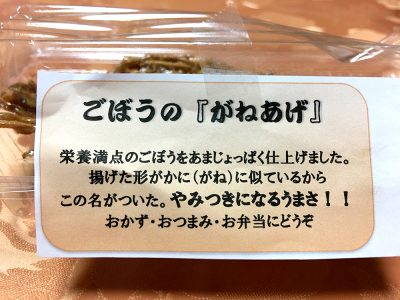 ごぼうの『がねあげ』
栄養満点のごぼうをあまじょっぱく仕上げました。
揚げた形がかに（がね）に似ているから
この名がついた。やみつきになるうまさ！！
おかず・おつまみ・お弁当にどうぞ